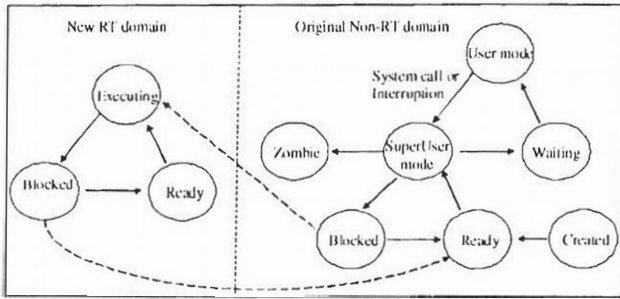 New RT domain
Original Non-RT domain
User mode
System call or
Interruption
Executing
Zombie
SuperUser
mode
Waiting
Blocked
Ready
Blocked
Ready
Created